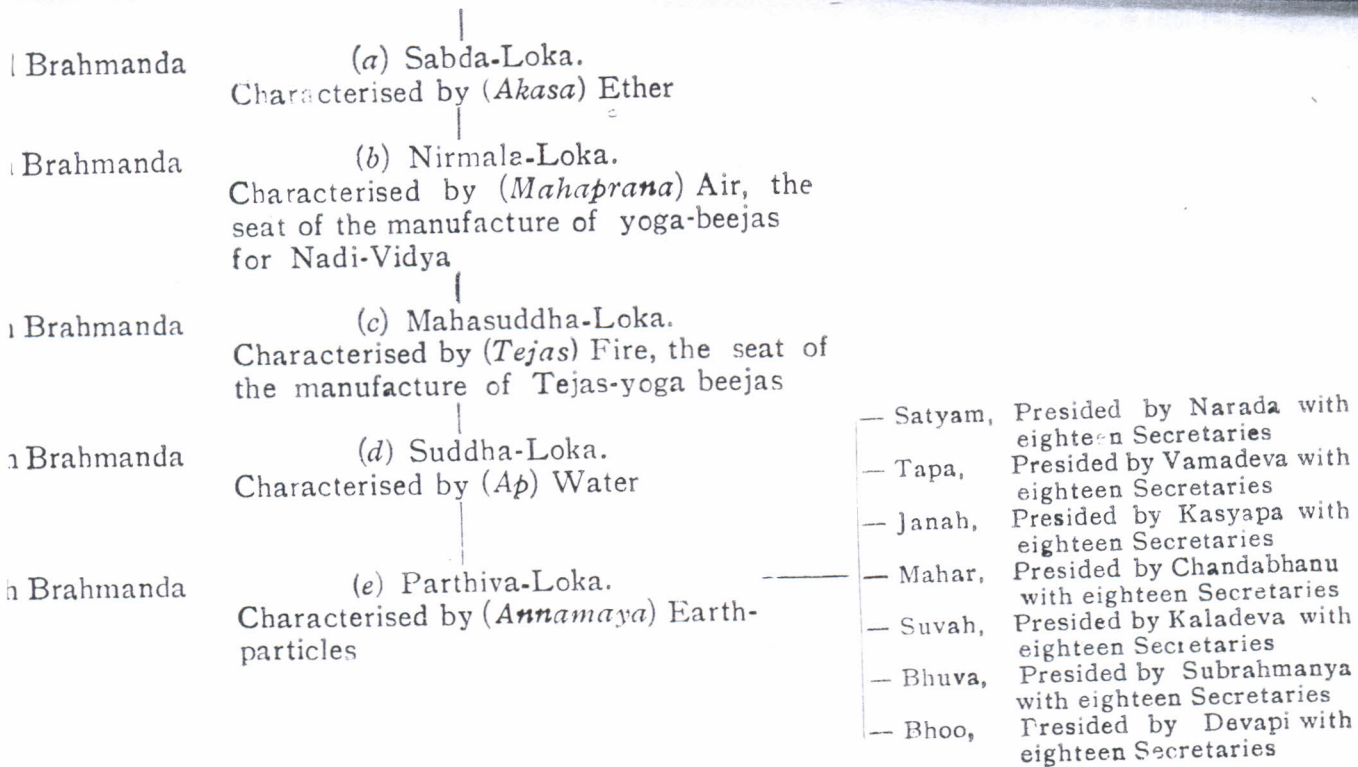 Brahmanda
(a) Sabda-Loka.
Characterised by (Akasa) Ether
Brahmanda
(b) Nirmala-Loka.
Characterised by (Mahaprana) Air, the
seat of the manufacture of yoga-beejas
for Nadi-Vidya
Brahmanda
(c) Mahasuddha-Loka.
Characterised by (Tejas) Fire, the seat of
the manufacture of Tejas-yoga beejas
Brahmanda
(d) Suddha-Loka.
Characterised by (Ap) Water
h Brahmanda
(e) Parthiva-Loka.
Characterised by (Annamaya) Earth-
particles
— Satyam, Presided by Narada with
eighteen Secretaries
— Tapa, Presided by Vamadeva with
eighteen Secretaries
— Janah, Presided by Kasyapa with
eighteen Secretaries
— Mahar, Presided by Chandabhanu
with eighteen Secretaries
— Suvah, Presided by Kaladeva with
eighteen Secretaries
— Bhuva, Presided by Subrahmanya
with eighteen Secretaries
— Bhoo, Presided by Devapi with
eighteen Secretaries